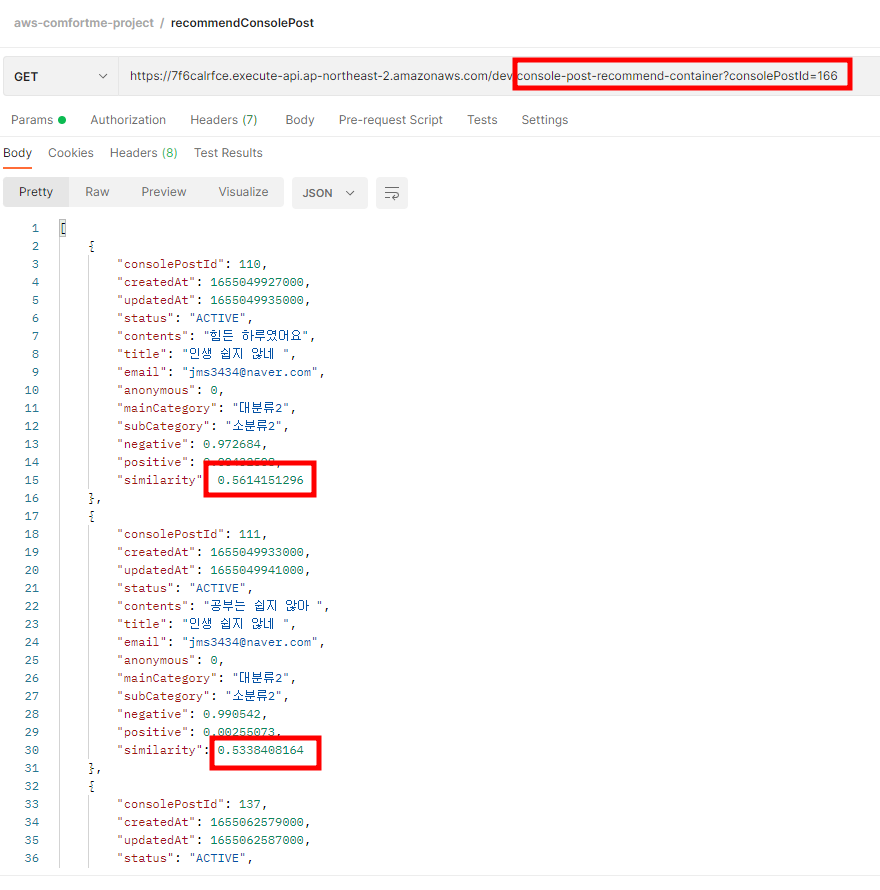 aws-comfortme-project / recommendConsolePost
GET https://7f6calrfce.execute-api.ap-northeast-2.amazonaws.com/dev/console-post-recommend-container?consolePostId=166
Params Authorization Headers (7) Body Pre-request Script Tests Settings
Body Cookies Headers (8) Test Results
Pretty Raw Preview Visualize JSON
1 [
2 {
3 "consolePostId": 110,
4 "createdAt": 1655049927000,
5 "updatedAt": 1655049935000,
6 "status": "ACTIVE",
7 "contents": "힘든 하루였어요",
8 "title": "인생 쉽지 않네 ",
9 "email": "jms3434@naver.com",
10 "anonymous": 0,
11 "mainCategory": "대분류2",
12 "subCategory": "소분류2",
13 "negative": 0.972684,
14 "positive":
15 "similarity": 0.5614151296
16 },
17 {
18 "consolePostId": 111,
19 "createdAt": 1655049933000,
20 "updatedAt": 1655049941000,
21 "status": "ACTIVE",
22 "contents": "공부는 쉽지 않아 ",
23 "title": "인생 쉽지 않네 ",
24 "email": "jms3434@naver.com",
25 "anonymous": 0,
26 "mainCategory": "대분류2",
27 "subCategory": "소분류2",
28 "negative": 0.990542,
29 "positive": 0.00255073,
30 "similarity": 0.5338408164
31 },
32 {
33 "consolePostId": 137,
34 "createdAt": 1655062579000,
35 "updatedAt": 1655062587000,
36 "status": "ACTIVE",